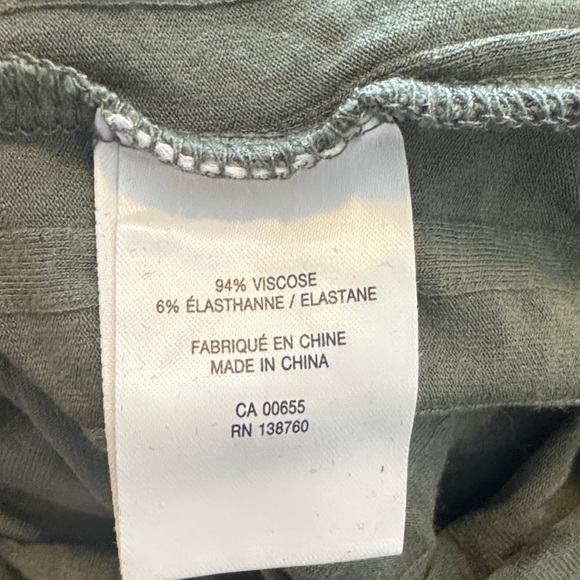 94% VISCOSE
6% ÉLASTHANNE / ELASTANE
FABRIQUÉ EN CHINE
MADE IN CHINA
CA 00655
RN 138760